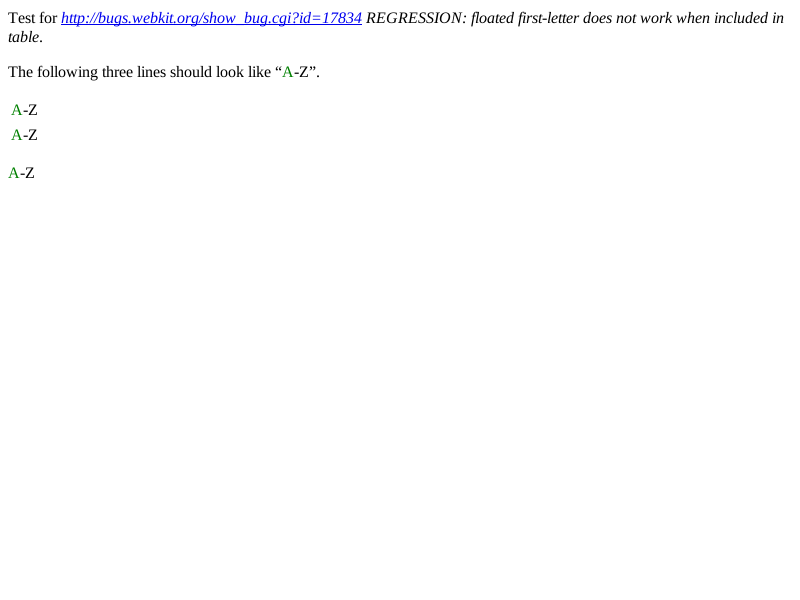 Test for http://bugs.webkit.org/show_bug.cgi?id=17834 REGRESSION: floated first-letter does not work when included in
table.
The following three lines should look like “A-Z”.
A-Z
A-Z
A-Z